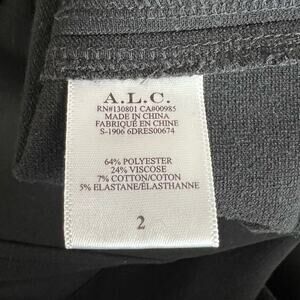 A.L.C.
RN#130801 CA#00985
MADE IN CHINA
FABRIQUÉ EN CHINE
S-1906 6DRES00674
64% POLYESTER
24% VISCOSE
7% COTTON/COTON
5% ELASTANE/ÉLASTHANNE
2